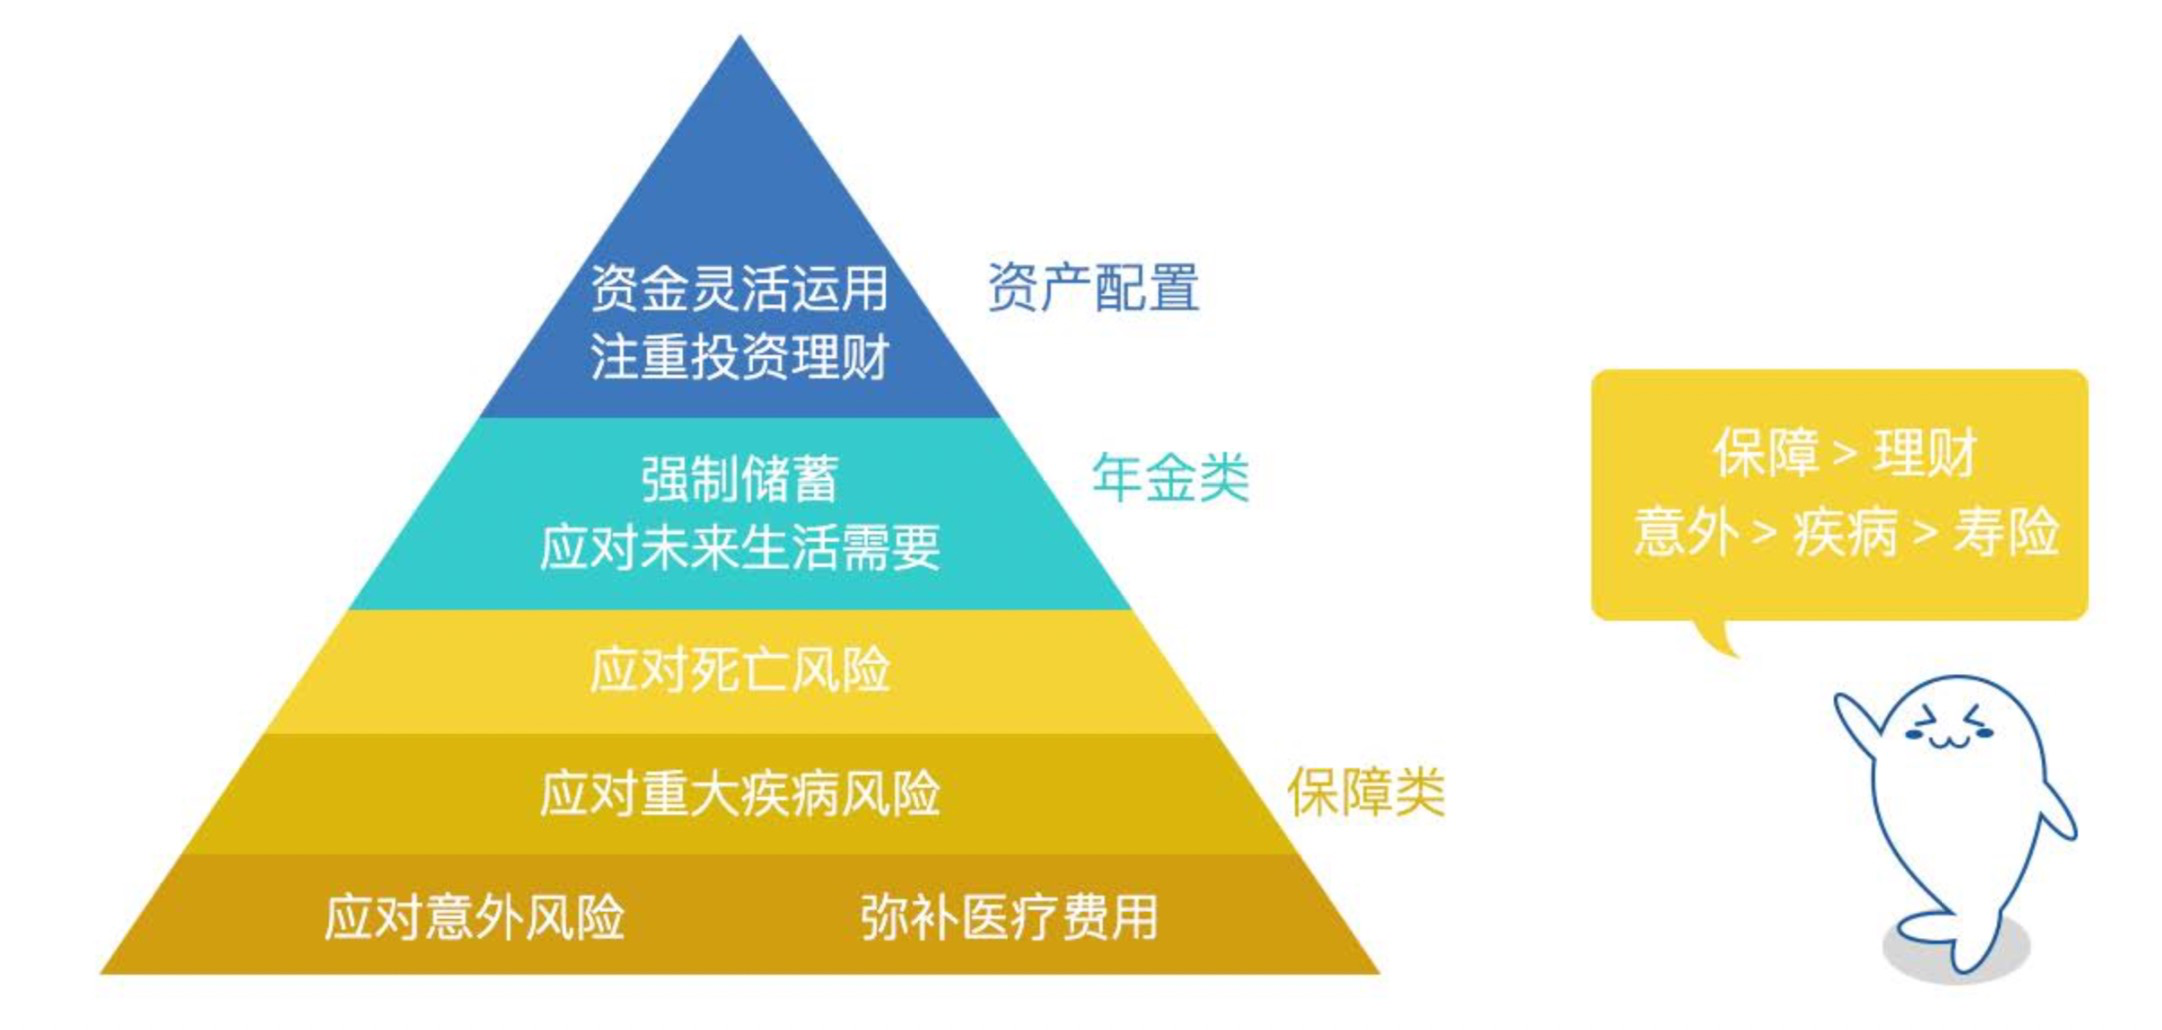 资金灵活运用
注重投资理财
资产配置
强制储蓄
应对未来生活需要
年金类
应对死亡风险
应对重大疾病风险
保障类
应对意外风险
弥补医疗费用
保障 > 理财
意外 > 疾病 > 寿险